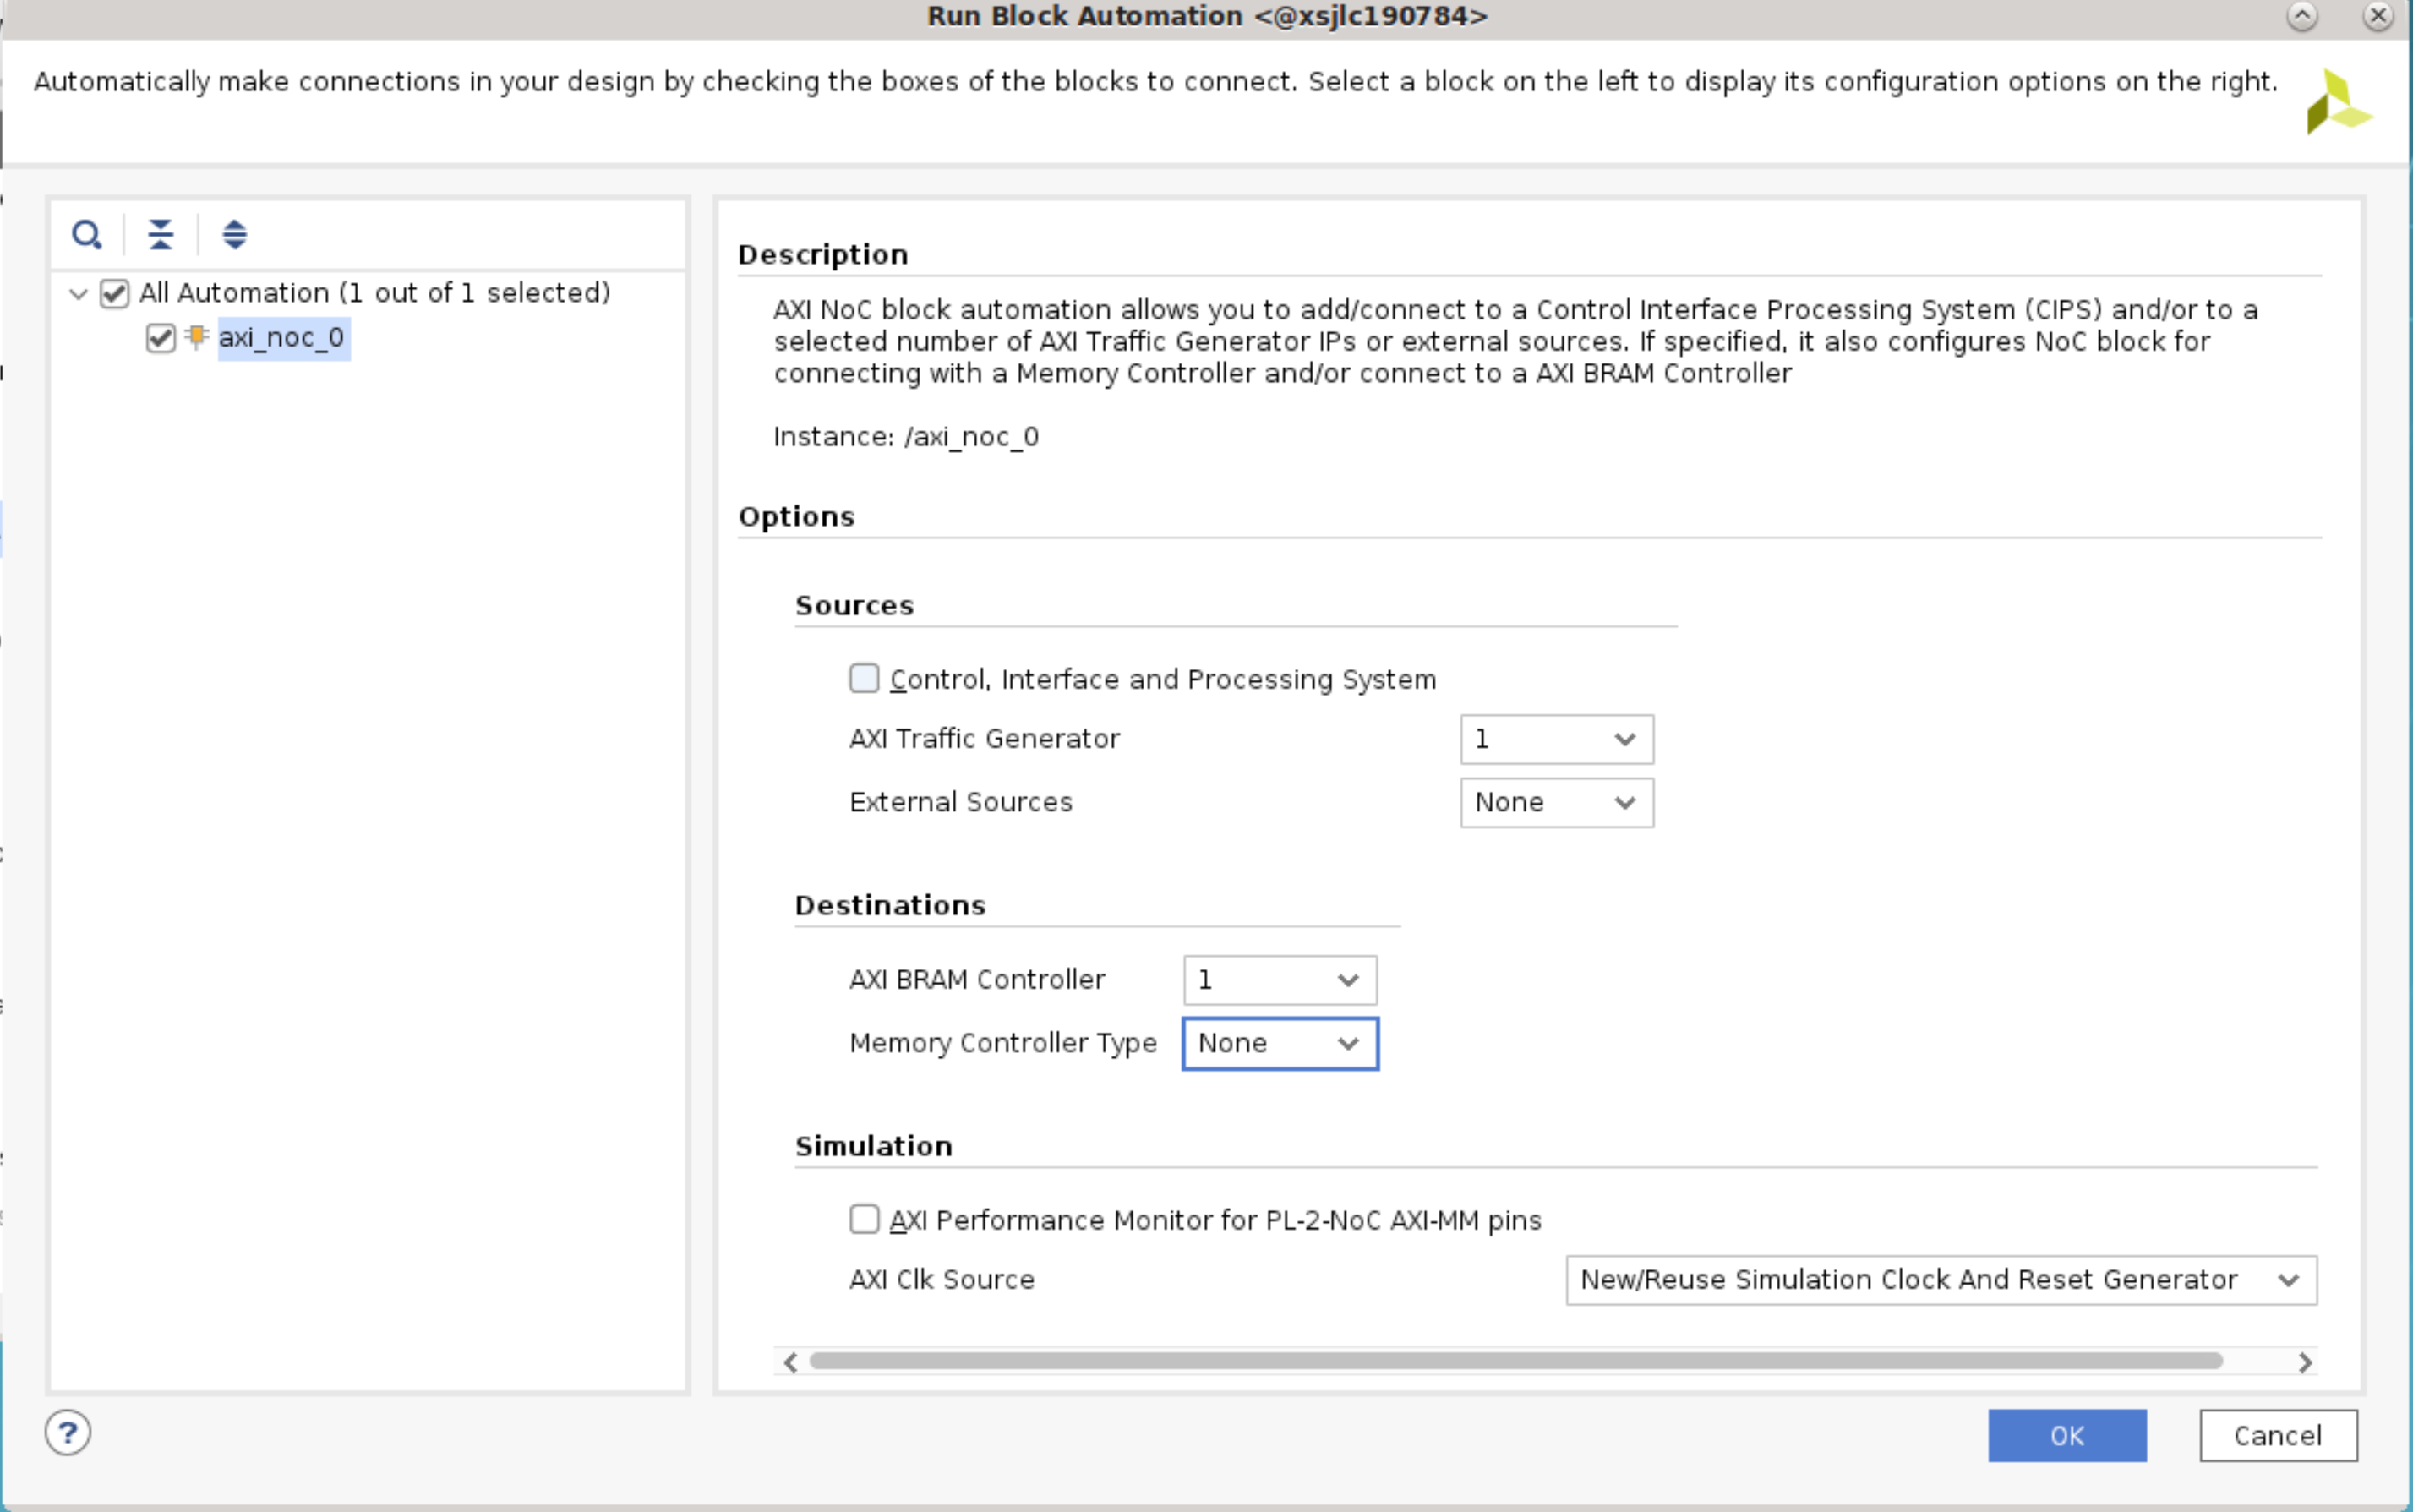 Run Block Automation <@xsjlc190784>
Automatically make connections in your design by checking the boxes of the blocks to connect. Select a block on the left to display its configuration options on the right.
All Automation (1 out of 1 selected)
axi_noc_0
Description
AXI NoC block automation allows you to add/connect to a Control Interface Processing System (CIPS) and/or to a
selected number of AXI Traffic Generator IPs or external sources. If specified, it also configures NoC block for
connecting with a Memory Controller and/or connect to a AXI BRAM Controller
Instance: /axi_noc_0
Options
Sources
Control, Interface and Processing System
AXI Traffic Generator 1
External Sources None
Destinations
AXI BRAM Controller 1
Memory Controller Type None
Simulation
AXI Performance Monitor for PL-2-NoC AXI-MM pins
AXI Clk Source New/Reuse Simulation Clock And Reset Generator
?
OK Cancel